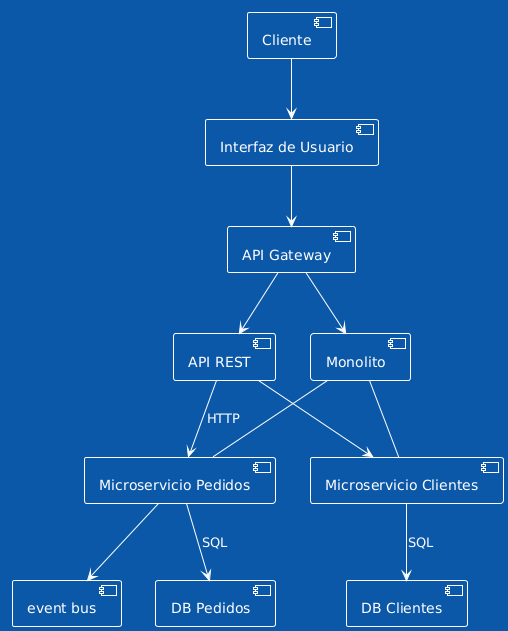 Cliente
Interfaz de Usuario
API Gateway
API REST
Monolito
HTTP
Microservicio Pedidos
Microservicio Clientes
SQL
SQL
event bus
DB Pedidos
DB Clientes